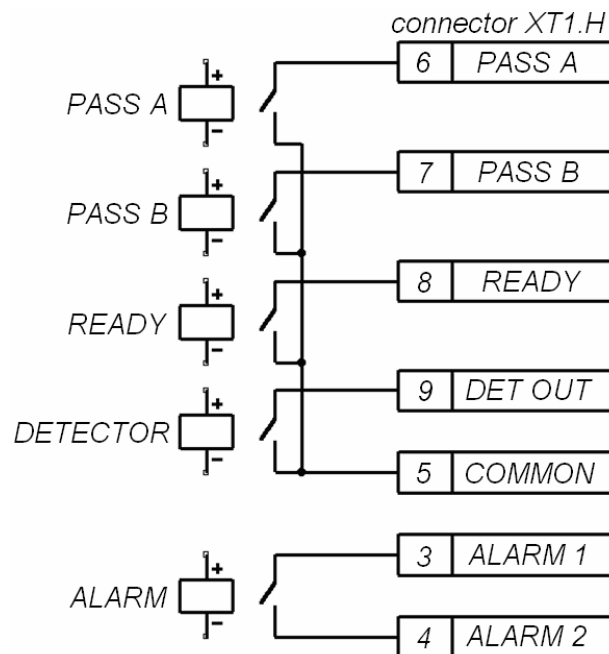 connector XT1.H
+
6 PASS A
PASS A
–
+
7 PASS B
PASS B
–
+
8 READY
READY
–
+
9 DET OUT
DETECTOR
–
5 COMMON
+
3 ALARM 1
ALARM
–
4 ALARM 2